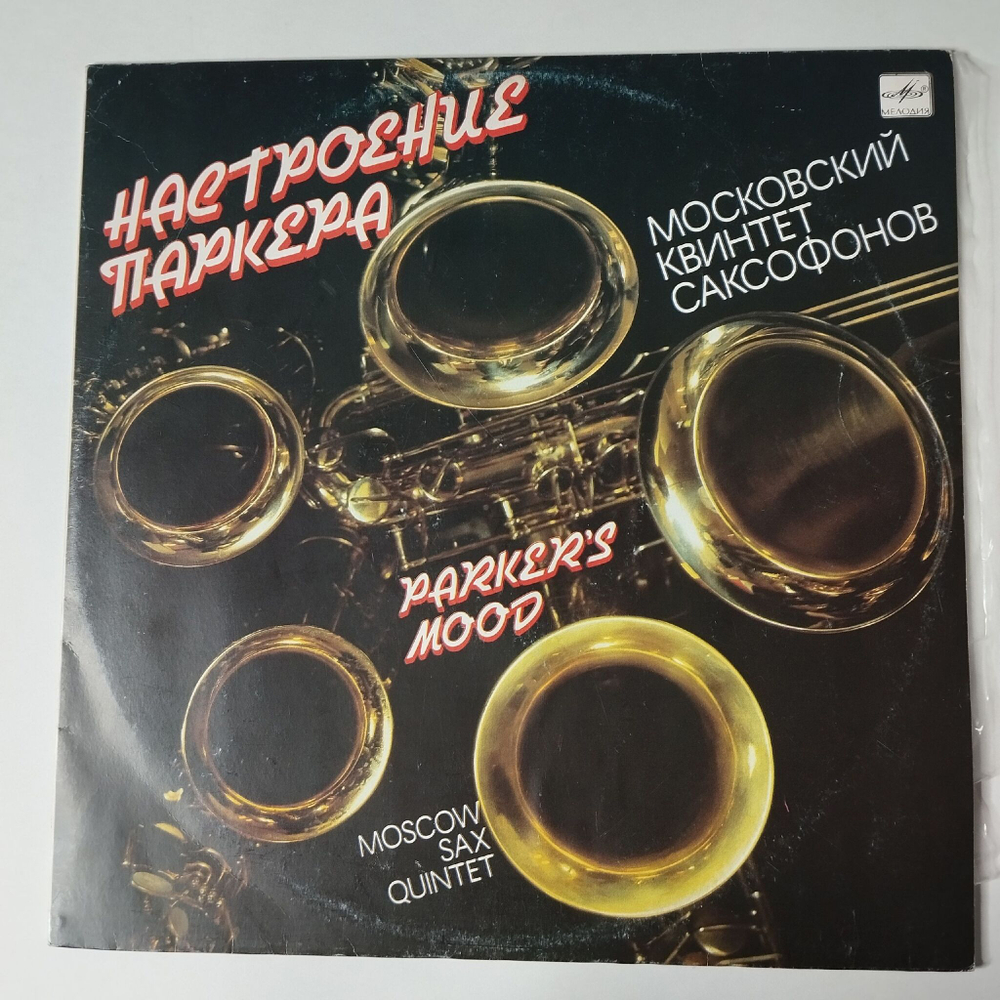 НАСТРОЕНИЕ
ПАРКЕРА
МЕЛОДИЯ
МОСКОВСКИЙ
КВИНТЕТ
САКСОФОНОВ
PARKER'S
MOOD
MOSCOW
SAX
QUINTET